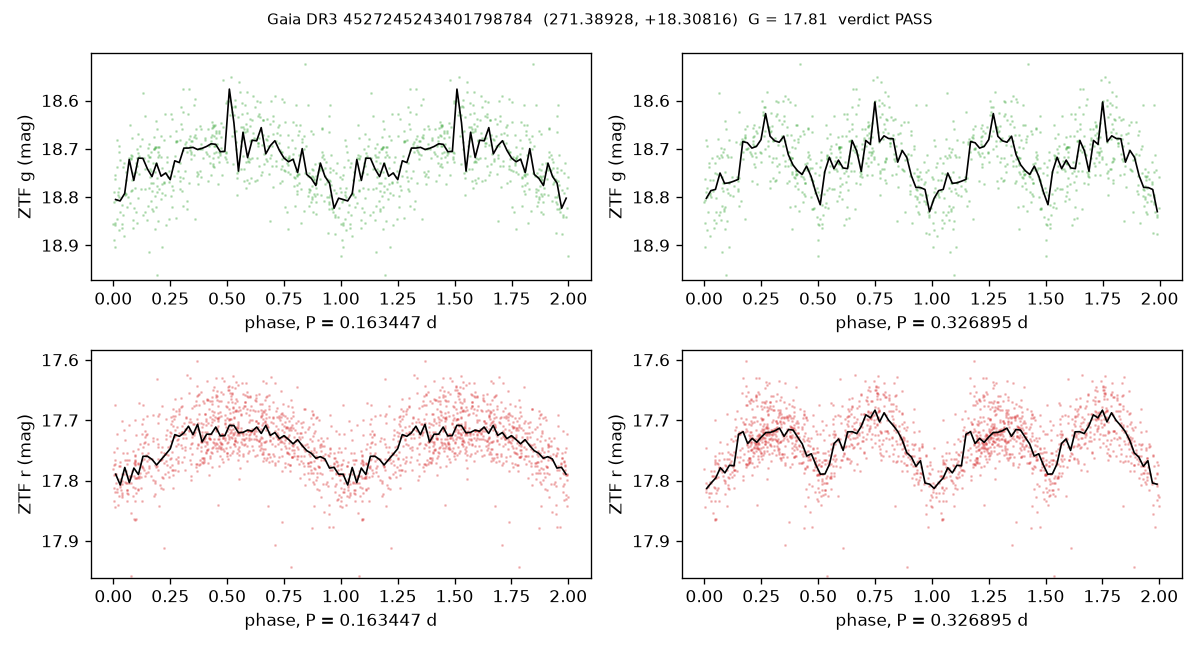 Gaia DR3 4527245243401798784 (271.38928, +18.30816) G = 17.81 verdict PASS
ZTF g (mag)
18.6
18.7
18.8
18.9
0.00 0.25 0.50 0.75 1.00 1.25 1.50 1.75 2.00
phase, P = 0.163447 d
ZTF g (mag)
18.6
18.7
18.8
18.9
0.00 0.25 0.50 0.75 1.00 1.25 1.50 1.75 2.00
phase, P = 0.326895 d
ZTF r (mag)
17.6
17.7
17.8
17.9
0.00 0.25 0.50 0.75 1.00 1.25 1.50 1.75 2.00
phase, P = 0.163447 d
ZTF r (mag)
17.6
17.7
17.8
17.9
0.00 0.25 0.50 0.75 1.00 1.25 1.50 1.75 2.00
phase, P = 0.326895 d